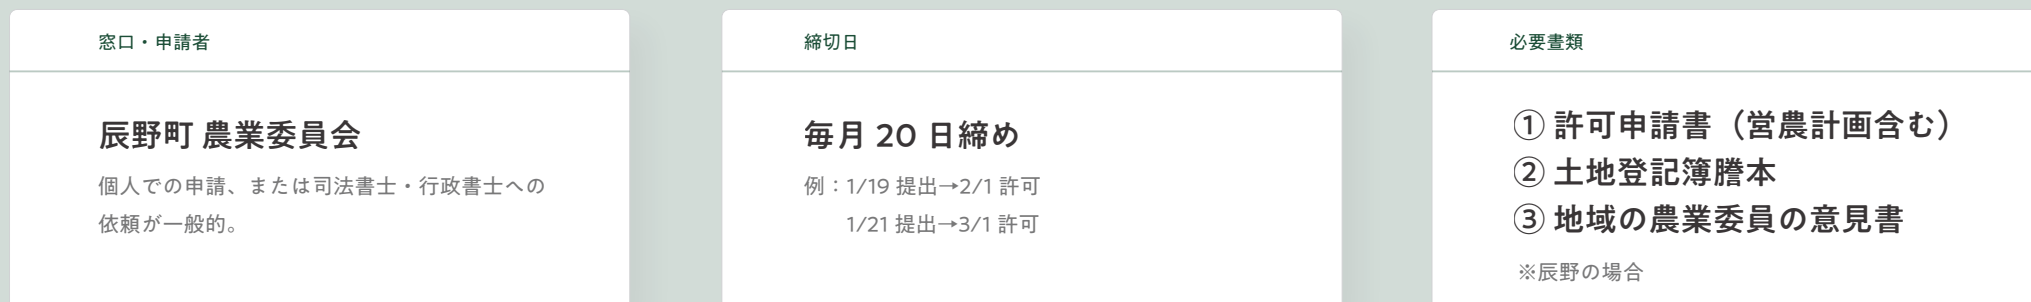 窓口・申請者
辰野町 農業委員会
個人での申請、または司法書士・行政書士への
依頼が一般的。
締切日
毎月 20 日締め
例：1/19 提出→2/1 許可
1/21 提出→3/1 許可
必要書類
① 許可申請書（営農計画含む）
② 土地登記簿謄本
③ 地域の農業委員の意見書
※辰野の場合